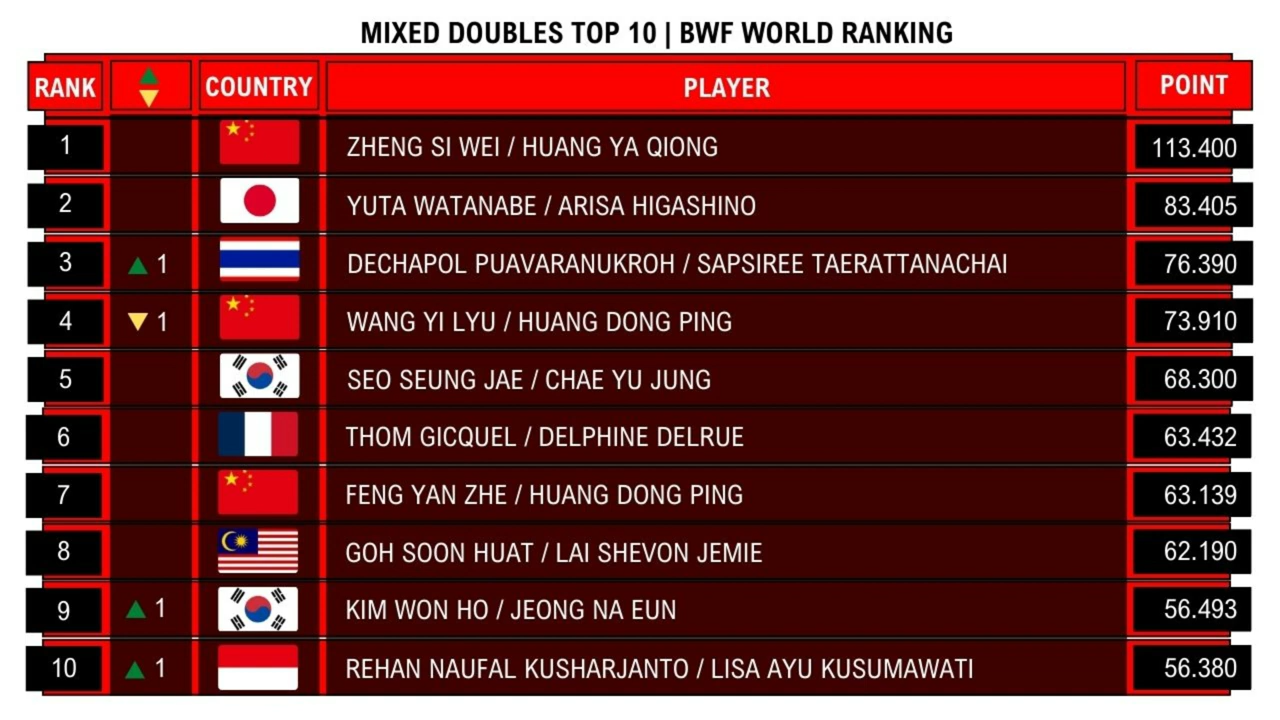 MIXED DOUBLES TOP 10 | BWF WORLD RANKING
RANK COUNTRY PLAYER POINT
1 ZHENG SI WEI / HUANG YA QIONG 113.400
2 YUTA WATANABE / ARISA HIGASHINO 83.405
3 1 DECHAPOL PUAVARANUKROH / SAPSIREE TAERATTANACHAI 76.390
4 1 WANG YI LYU / HUANG DONG PING 73.910
5 SEO SEUNG JAE / CHAE YU JUNG 68.300
6 THOM GICQUEL / DELPHINE DELRUE 63.432
7 FENG YAN ZHE / HUANG DONG PING 63.139
8 GOH SOON HUAT / LAI SHEVON JEMIE 62.190
9 1 KIM WON HO / JEONG NA EUN 56.493
10 1 REHAN NAUFAL KUSHARJANTO / LISA AYU KUSUMAWATI 56.380